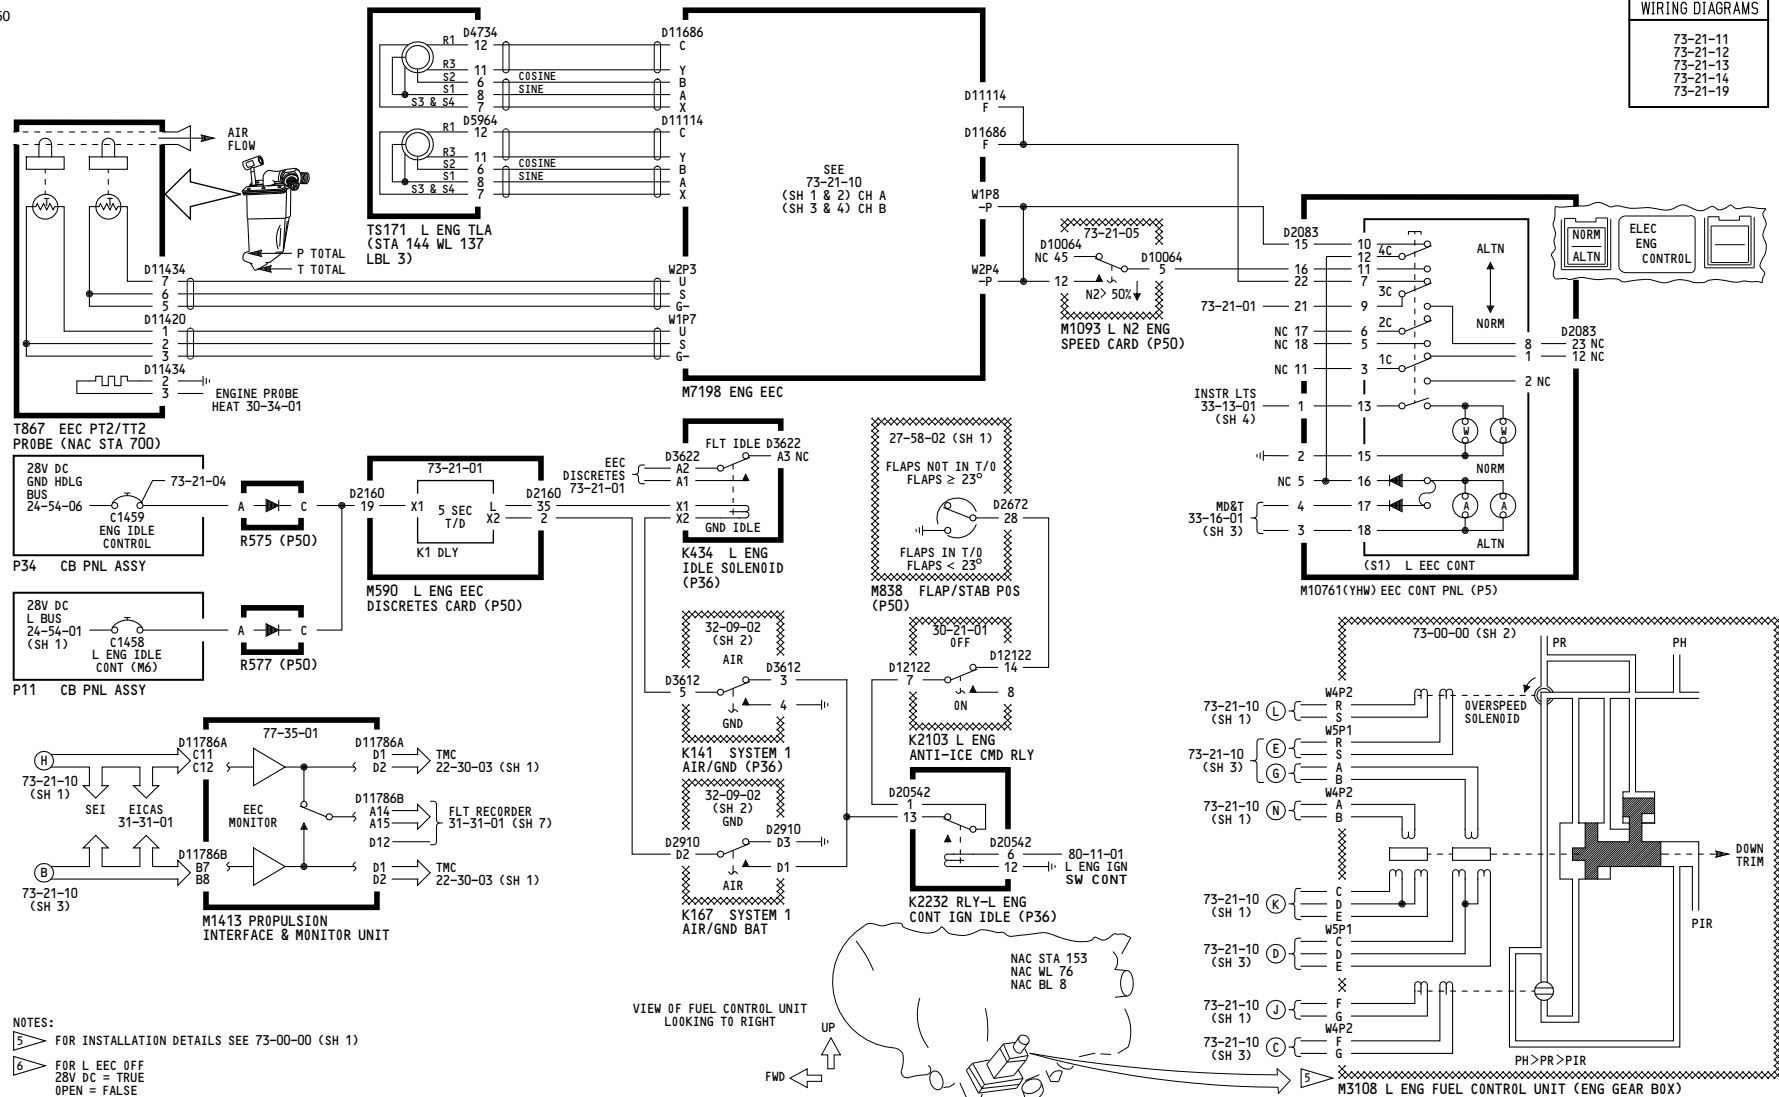 50
WIRING DIAGRAMS
73-21-11
73-21-12
73-21-13
73-21-14
73-21-19
AIR
FLOW
P TOTAL
T TOTAL
D11434
7
6
5
D11420
1
2
3
D11434
2
3
ENGINE PROBE
HEAT 30-34-01
T867 EEC PT2/TT2
PROBE (NAC STA 700)
D4734
R1 12
R3 11
S2 6 COSINE
S1 8 SINE
S3 & S4 7
D5964
R1 12
R3 11
S2 6 COSINE
S1 8 SINE
S3 & S4 7
TS171 L ENG TLA
(STA 144 WL 137
LBL 3)
D11686
C
Y
B
A
X
D11114
C
Y
B
A
X
W2P3
U
S
G-
W1P7
U
S
G-
SEE
73-21-10
(SH 1 & 2) CH A
(SH 3 & 4) CH B
D11114
F
D11686
F
W1P8
-P
W2P4
-P
M7198 ENG EEC
73-21-05
D10064
NC 45
D10064
5
12
N2> 50%
M1093 L N2 ENG
SPEED CARD (P50)
D2083
15 10
12 4C
16 11
22 7
3C
73-21-01 21 9
2C
NC 17 6
NC 18 5
1C
NC 11 3
INSTR LTS
33-13-01
(SH 4)
1 13
2 15
NC 5 16
MD&T
33-16-01
(SH 3)
4 17
3 18
ALTN
NORM
D2083
8 23 NC
1 12 NC
2 NC
W W
NORM
A A
ALTN
(S1) L EEC CONT
M10761(YHW) EEC CONT PNL (P5)
NORM
ALTN
ELEC
ENG
CONTROL
28V DC
GND HDLG
BUS
24-54-06
73-21-04
C1459
ENG IDLE
CONTROL
P34 CB PNL ASSY
A C
R575 (P50)
28V DC
L BUS
24-54-01
(SH 1)
C1458
L ENG IDLE
CONT (M6)
P11 CB PNL ASSY
A C
R577 (P50)
73-21-01
D2160
19 X1
5 SEC
T/D
L
X2
D2160
35
2
K1 DLY
M590 L ENG EEC
DISCRETES CARD (P50)
FLT IDLE D3622
D3622 A3 NC
EEC
DISCRETES
73-21-01
A2
A1
X1
X2
GND IDLE
K434 L ENG
IDLE SOLENOID
(P36)
27-58-02 (SH 1)
FLAPS NOT IN T/O
FLAPS ≥ 23°
D2672
28
FLAPS IN T/O
FLAPS < 23°
M838 FLAP/STAB POS
(P50)
32-09-02
(SH 2)
AIR
D3612
5
D3612
3
4
GND
K141 SYSTEM 1
AIR/GND (P36)
30-21-01
OFF
D12122
7
D12122
14
8
ON
K2103 L ENG
ANTI-ICE CMD RLY
32-09-02
(SH 2)
GND
D2910
D2
D2910
D3
D1
AIR
K167 SYSTEM 1
AIR/GND BAT
D20542
1
13
D20542
6
12
80-11-01
L ENG IGN
SW CONT
K2232 RLY-L ENG
CONT IGN IDLE (P36)
77-35-01
H
73-21-10
(SH 1)
SEI
EICAS
31-31-01
B
73-21-10
(SH 3)
D11786A
C11
C12
EEC
MONITOR
D11786B
B7
B8
D11786A
D1
D2
TMC
22-30-03 (SH 1)
D11786B
A14
A15
D12
FLT RECORDER
31-31-01 (SH 7)
D1
D2
TMC
22-30-03 (SH 1)
M1413 PROPULSION
INTERFACE & MONITOR UNIT
73-00-00 (SH 2)
PR
PH
OVERSPEED
SOLENOID
73-21-10
(SH 1)
L
W4P2
R
S
73-21-10
(SH 3)
E
G
W5P1
R
S
A
B
73-21-10
(SH 1)
N
W4P2
A
B
73-21-10
(SH 1)
K
C
D
E
73-21-10
(SH 3)
D
W5P1
C
D
E
73-21-10
(SH 1)
J
F
G
73-21-10
(SH 3)
C
W4P2
F
G
DOWN
TRIM
PIR
PH>PR>PIR
M3108 L ENG FUEL CONTROL UNIT (ENG GEAR BOX)
NAC STA 153
NAC WL 76
NAC BL 8
VIEW OF FUEL CONTROL UNIT
LOOKING TO RIGHT
UP
FWD
5
NOTES:
5 FOR INSTALLATION DETAILS SEE 73-00-00 (SH 1)
6 FOR L EEC OFF
28V DC = TRUE
OPEN = FALSE